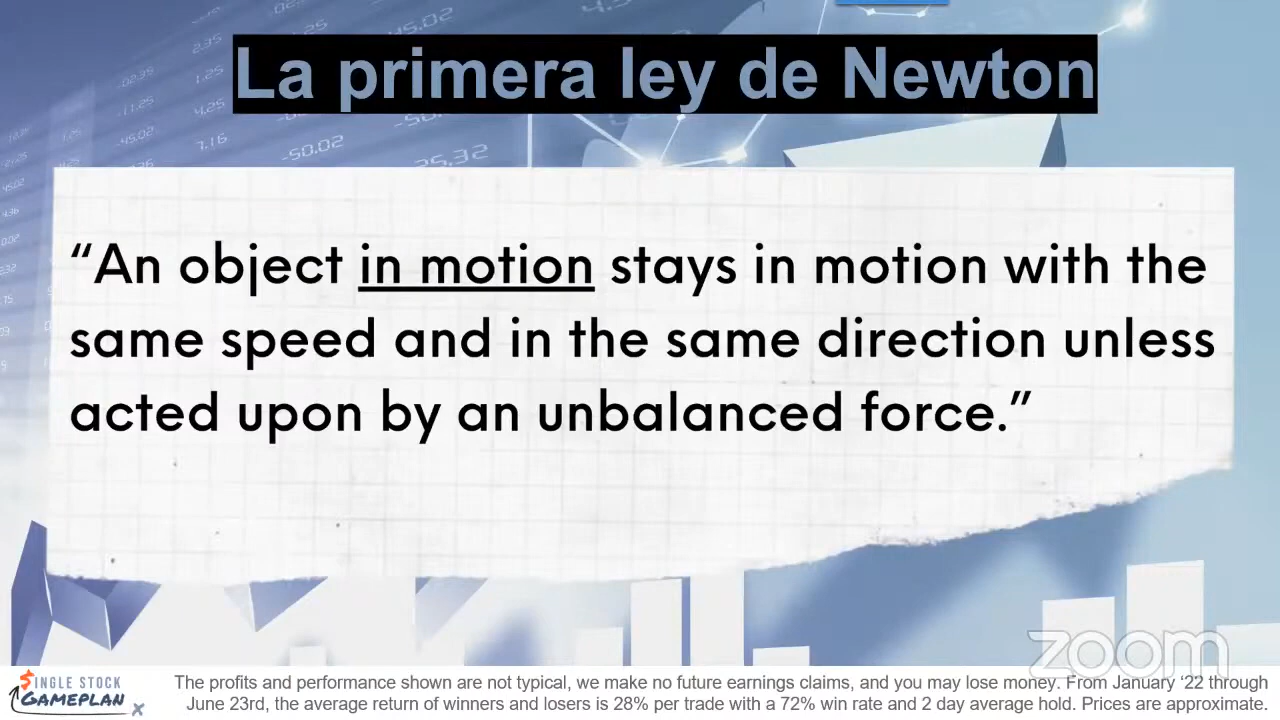 La primera ley de Newton
“An object in motion stays in motion with the
same speed and in the same direction unless
acted upon by an unbalanced force.”
zoom
$INGLE STOCK
GAMEPLAN
The profits and performance shown are not typical, we make no future earnings claims, and you may lose money. From January ‘22 through
June 23rd, the average return of winners and losers is 28% per trade with a 72% win rate and 2 day average hold. Prices are approximate.